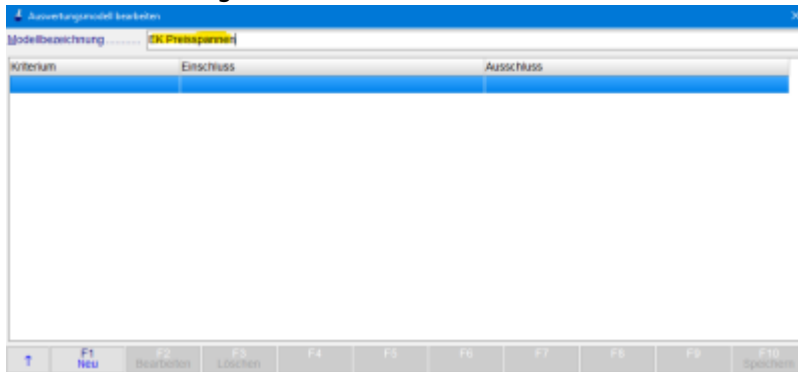 Auswertungsmodell bearbeiten
Modellbezeichnung........ EK Preisspannen
Kriterium Einschluss Ausschluss
F1 F2 F3 F4 F5 F6 F7 F8 F9 F10
Neu Bearbeiten Löschen Speichern